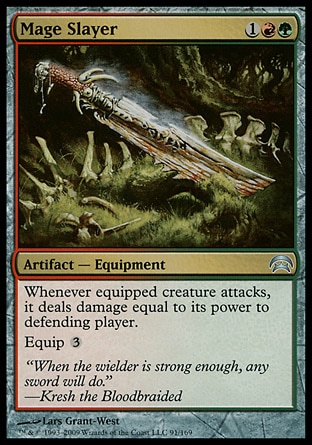 Mage Slayer 1
Artifact — Equipment
Whenever equipped creature attacks,
it deals damage equal to its power to
defending player.
Equip 3
“When the wielder is strong enough, any
sword will do.”
—Kresh the Bloodbraided
Lars Grant-West
™ & © 1993–2009 Wizards of the Coast LLC 91/169